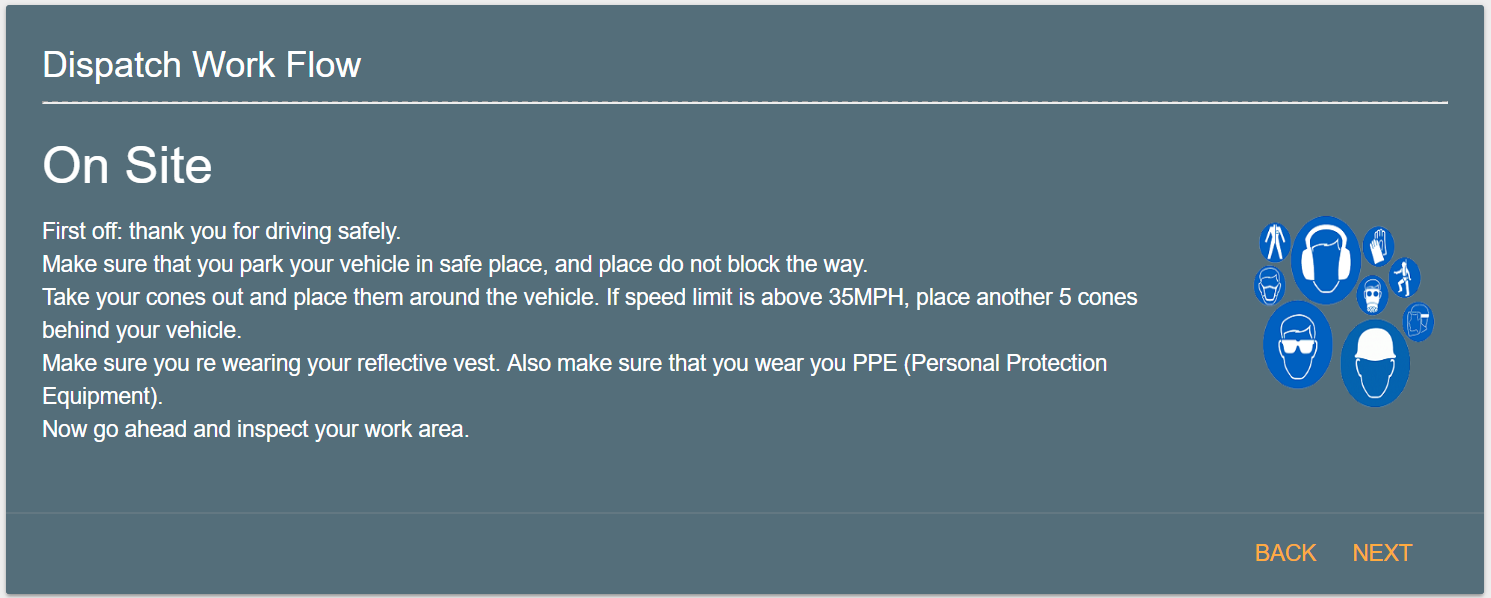 Dispatch Work Flow
On Site
First off: thank you for driving safely.
Make sure that you park your vehicle in safe place, and place do not block the way.
Take your cones out and place them around the vehicle. If speed limit is above 35MPH, place another 5 cones
behind your vehicle.
Make sure you re wearing your reflective vest. Also make sure that you wear you PPE (Personal Protection
Equipment).
Now go ahead and inspect your work area.
BACK NEXT